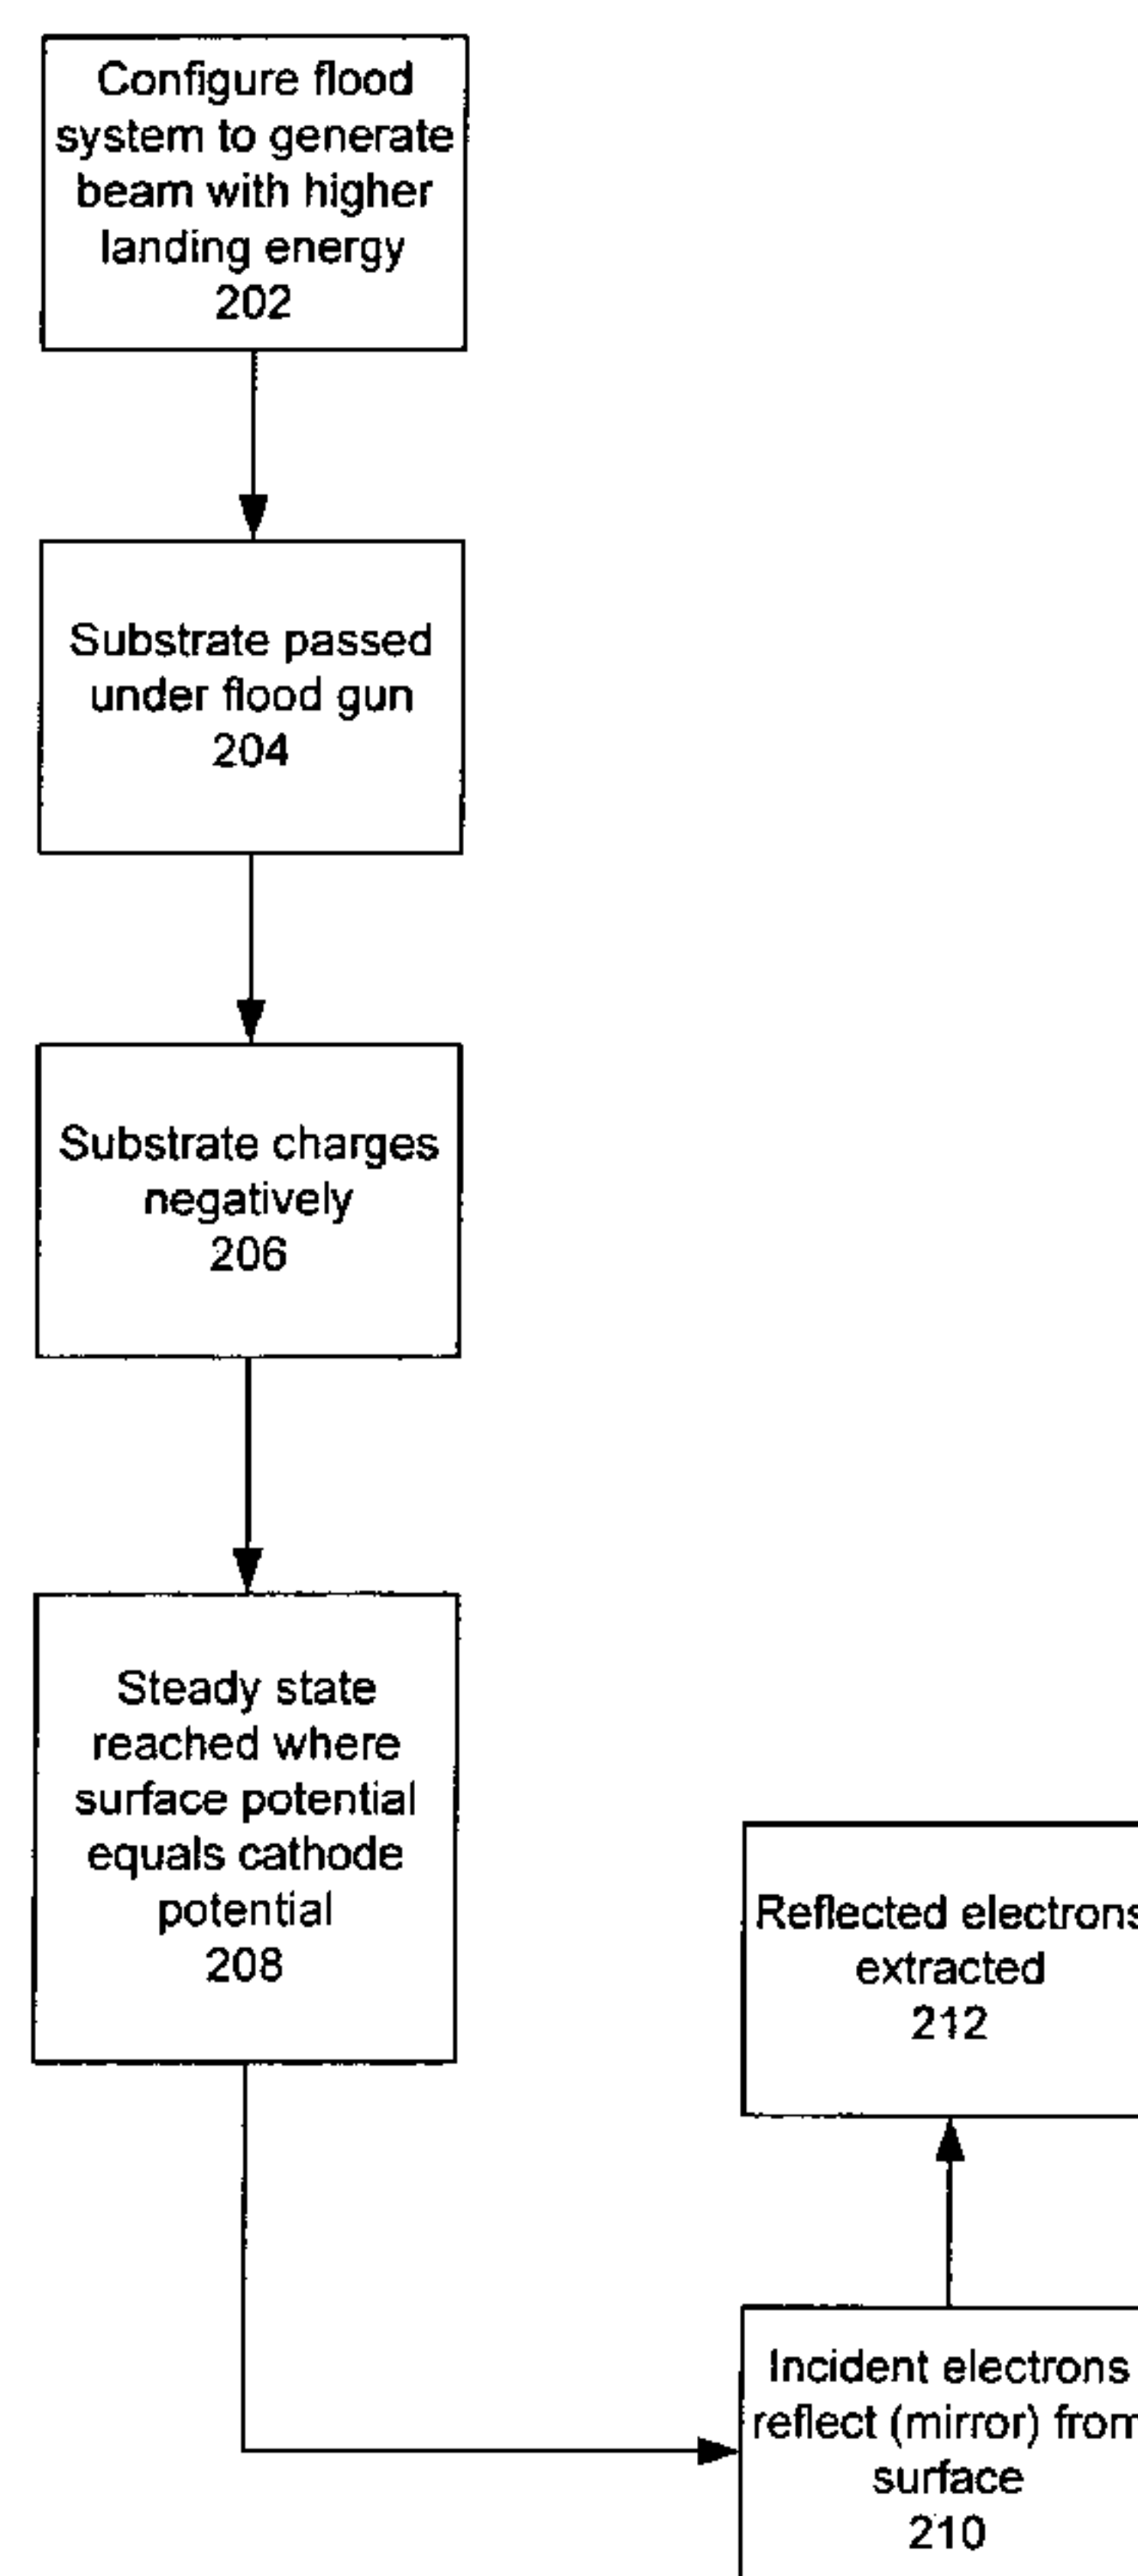 Configure flood
system to generate
beam with higher
landing energy
202
Substrate passed
under flood gun
204
Substrate charges
negatively
206
Steady state
reached where
surface potential
equals cathode
potential
208
Reflected electrons
extracted
212
Incident electrons
reflect (mirror) from
surface
210